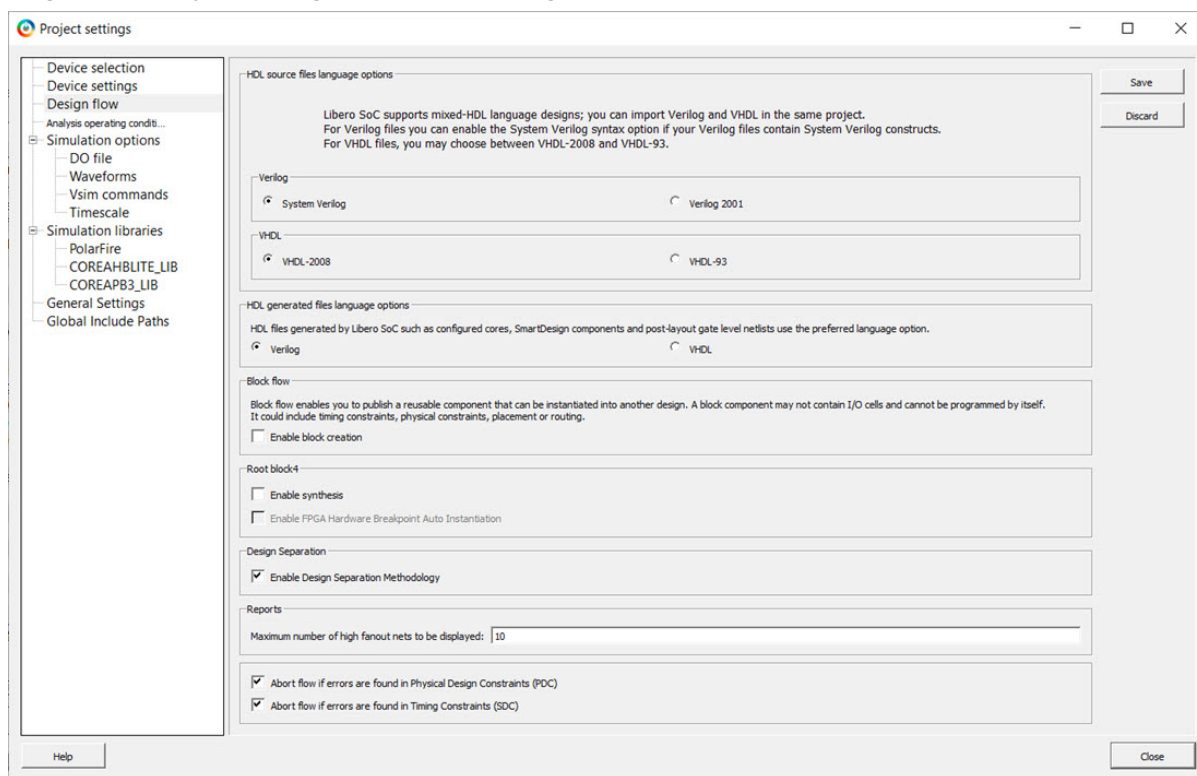 Project settings
Device selection
Device settings
Design flow
Analysis operating conditi...
Simulation options
DO file
Waveforms
Vsim commands
Timescale
Simulation libraries
PolarFire
COREAHBLITE_LIB
COREAPB3_LIB
General Settings
Global Include Paths
HDL source files language options
Libero SoC supports mixed-HDL language designs; you can import Verilog and VHDL in the same project.
For Verilog files you can enable the System Verilog syntax option if your Verilog files contain System Verilog constructs.
For VHDL files, you may choose between VHDL-2008 and VHDL-93.
Verilog
System Verilog
Verilog 2001
VHDL
VHDL-2008
VHDL-93
HDL generated files language options
HDL files generated by Libero SoC such as configured cores, SmartDesign components and post-layout gate level netlists use the preferred language option.
Verilog
VHDL
Block flow
Block flow enables you to publish a reusable component that can be instantiated into another design. A block component may not contain I/O cells and cannot be programmed by itself.
It could include timing constraints, physical constraints, placement or routing.
Enable block creation
Root block4
Enable synthesis
Enable FPGA Hardware Breakpoint Auto Instantiation
Design Separation
Enable Design Separation Methodology
Reports
Maximum number of high fanout nets to be displayed: 10
Abort flow if errors are found in Physical Design Constraints (PDC)
Abort flow if errors are found in Timing Constraints (SDC)
Save
Discard
Help
Close